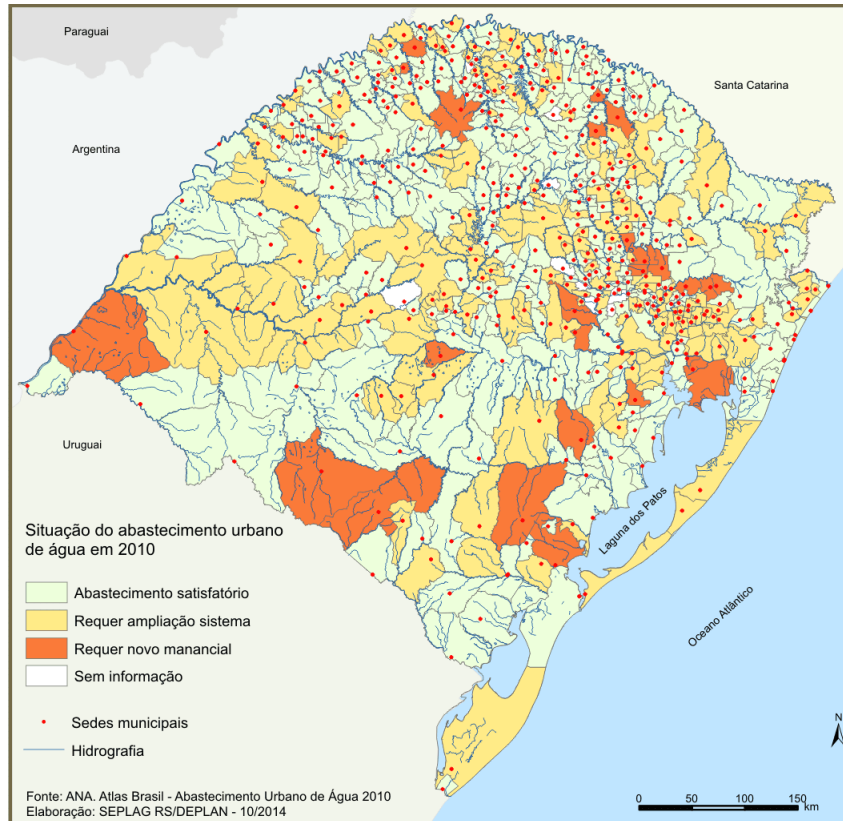 Paraguai
Santa Catarina
Argentina
Uruguai
Laguna dos Patos
Oceano Atlântico
Situação do abastecimento urbano
de água em 2010
Abastecimento satisfatório
Requer ampliação sistema
Requer novo manancial
Sem informação
Sedes municipais
Hidrografia
Fonte: ANA. Atlas Brasil - Abastecimento Urbano de Água 2010
Elaboração: SEPLAG RS/DEPLAN - 10/2014
N
0 50 100 150
km